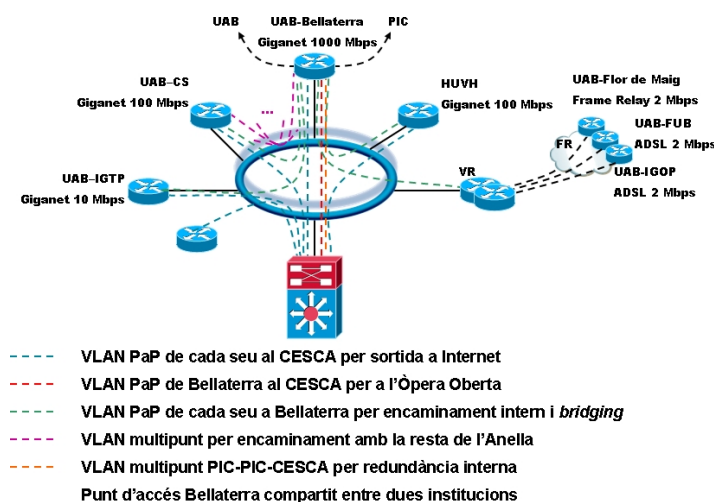 UAB
UAB-Bellaterra
Giganet 1000 Mbps
PIC
UAB–CS
Giganet 100 Mbps
...
HUVH
Giganet 100 Mbps
UAB-Flor de Maig
Frame Relay 2 Mbps
UAB-FUB
ADSL 2 Mbps
FR
UAB-IGOP
ADSL 2 Mbps
UAB–IGTP
Giganet 10 Mbps
VR
VLAN PaP de cada seu al CESCA per sortida a Internet
VLAN PaP de Bellaterra al CESCA per a l’Òpera Oberta
VLAN PaP de cada seu a Bellaterra per encaminament intern i bridging
VLAN multipunt per encaminament amb la resta de l’Anella
VLAN multipunt PIC-PIC-CESCA per redundància interna
Punt d’accés Bellaterra compartit entre dues institucions